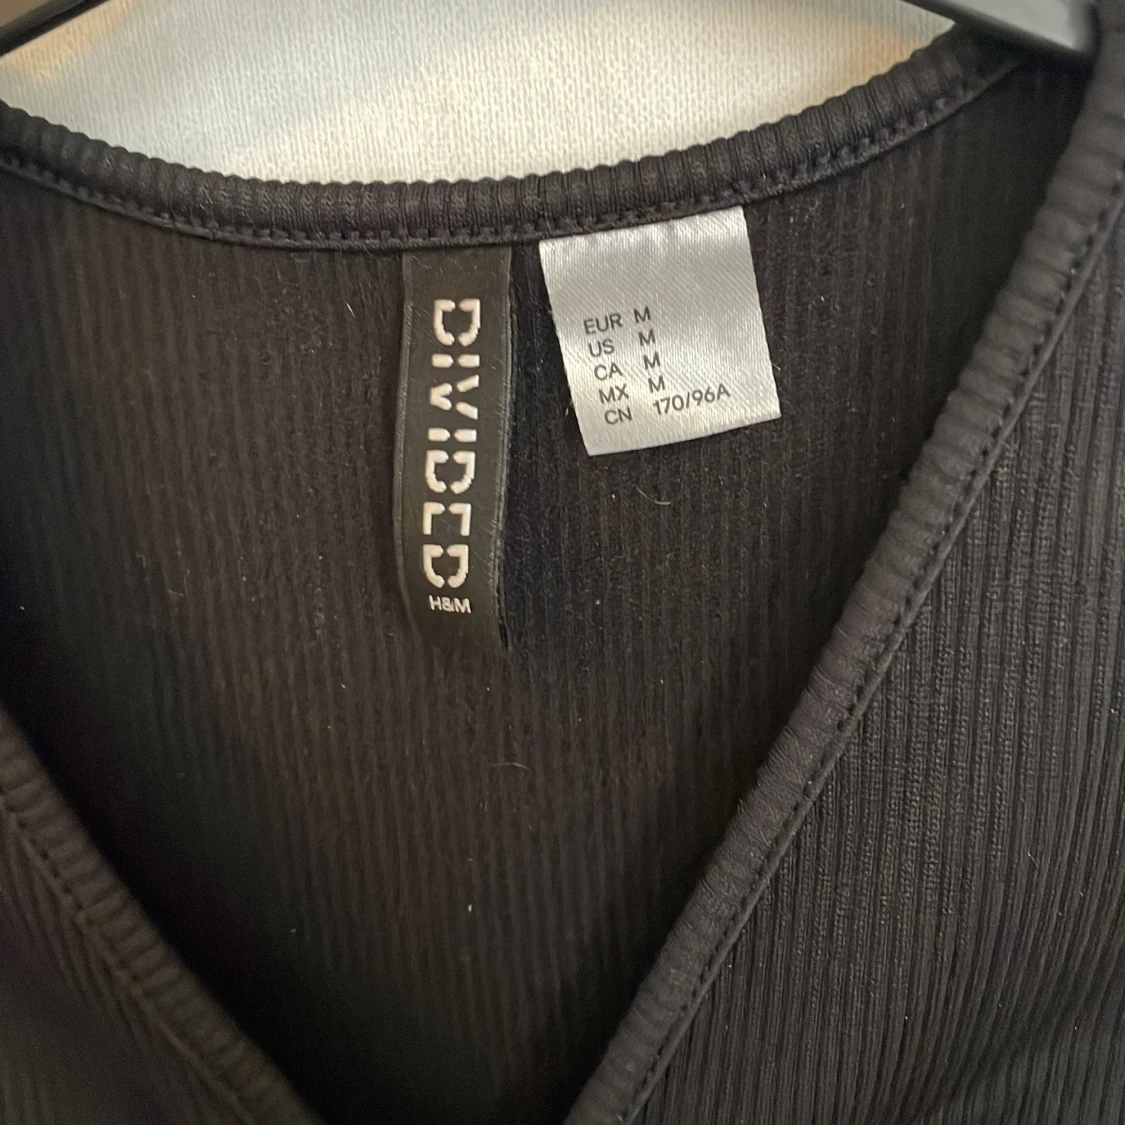 DIVIDED
H&M
EUR M
US M
CA M
MX M
CN 170/96A